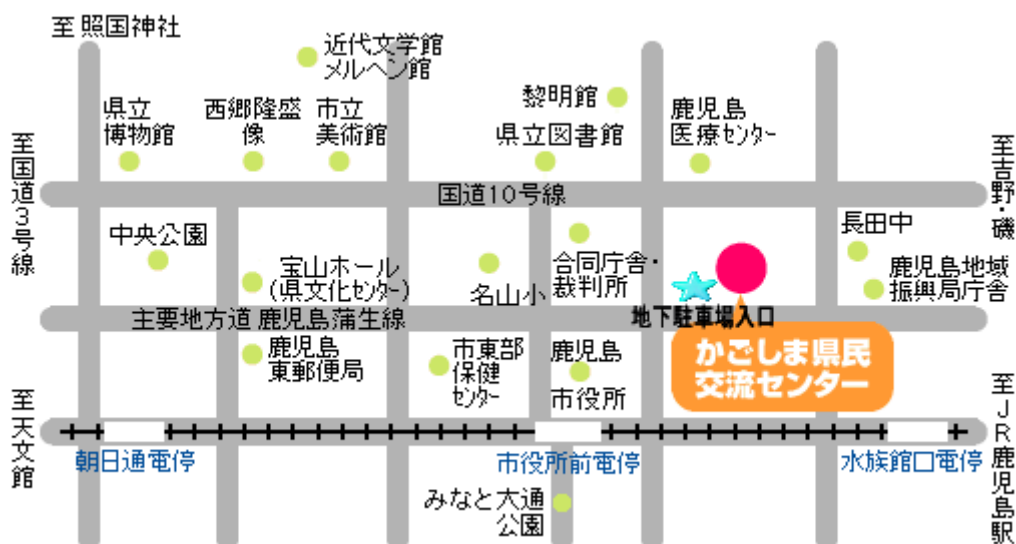 至 照国神社
近代文学館
メルヘン館
黎明館
県立
博物館
西郷隆盛
像
市立
美術館
県立図書館
鹿児島
医療センター
至国道3号線
至吉野・磯
国道10号線
中央公園
宝山ホール
(県文化センター)
名山小
合同庁舎・
裁判所
長田中
鹿児島地域
振興局庁舎
主要地方道 鹿児島蒲生線
地下駐車場入口
鹿児島
東郵便局
市東部
保健
センター
鹿児島
市役所
かごしま県民
交流センター
至天文館
至JR鹿児島駅
朝日通電停
市役所前電停
水族館口電停
みなと大通
公園